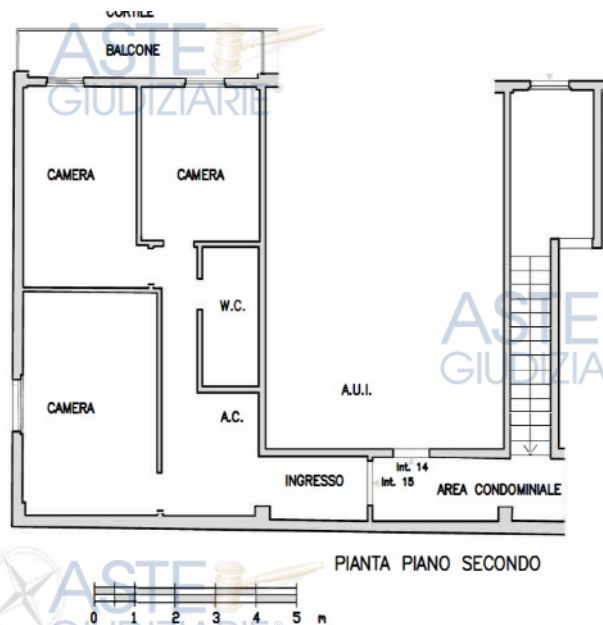 CORTILE
BALCONE
ASTE
GIUDIZIARIE
CAMERA
CAMERA
W.C.
ASTE
GIUDIZIA
A.U.I.
CAMERA
A.C.
Int. 14
INGRESSO
Int. 15
AREA CONDOMINIALE
PIANTA PIANO SECONDO
ASTE
0 1 2 3 4 5 m
GIUDIZIARIE